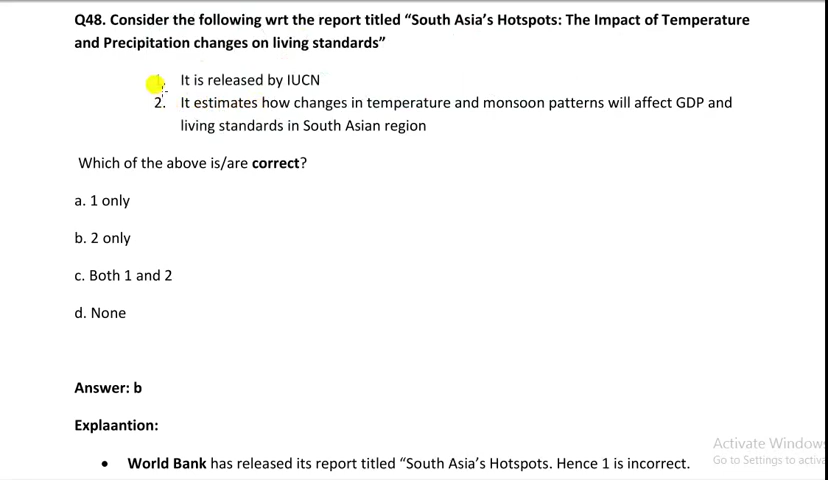 Q48. Consider the following wrt the report titled “South Asia’s Hotspots: The Impact of Temperature
and Precipitation changes on living standards”
It is released by IUCN
2. It estimates how changes in temperature and monsoon patterns will affect GDP and
living standards in South Asian region
Which of the above is/are correct?
a. 1 only
b. 2 only
c. Both 1 and 2
d. None
Answer: b
Explaantion:
• World Bank has released its report titled “South Asia’s Hotspots. Hence 1 is incorrect.
Activate Window
Go to Settings to activa